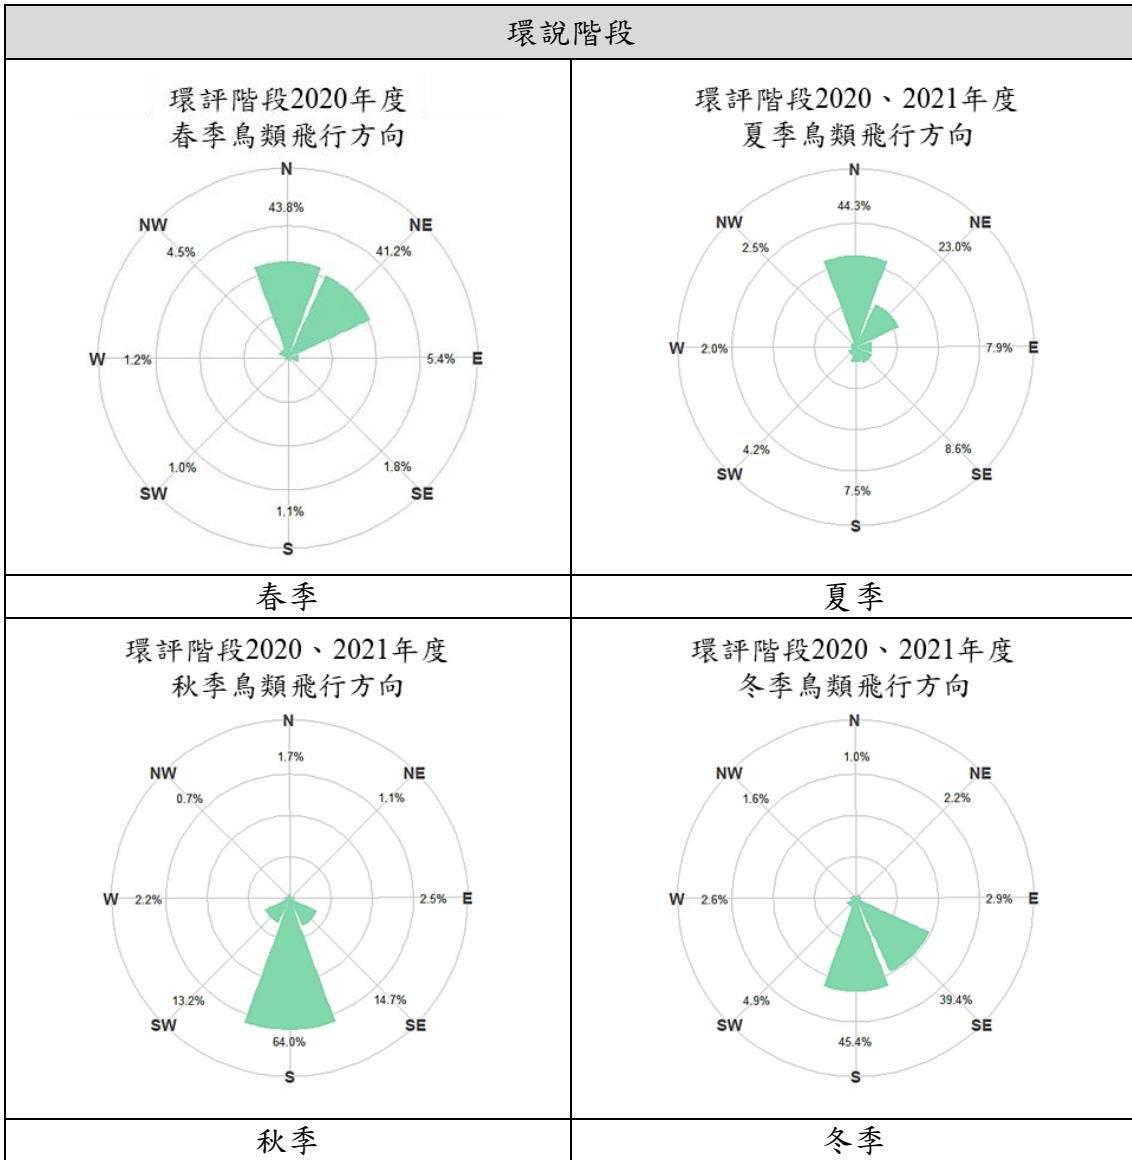 環說階段
環評階段2020年度
春季鳥類飛行方向
N
43.8%
NW
NE
4.5%
41.2%
W
1.2%
5.4%
E
1.0%
1.8%
SW
SE
1.1%
S
春季
環評階段2020、2021年度
夏季鳥類飛行方向
N
44.3%
NW
NE
2.5%
23.0%
W
2.0%
7.9%
E
4.2%
8.6%
SW
SE
7.5%
S
夏季
環評階段2020、2021年度
秋季鳥類飛行方向
N
1.7%
NW
NE
0.7%
1.1%
W
2.2%
2.5%
E
13.2%
14.7%
SW
SE
64.0%
S
秋季
環評階段2020、2021年度
冬季鳥類飛行方向
N
1.0%
NW
NE
1.6%
2.2%
W
2.6%
2.9%
E
4.9%
39.4%
SW
SE
45.4%
S
冬季